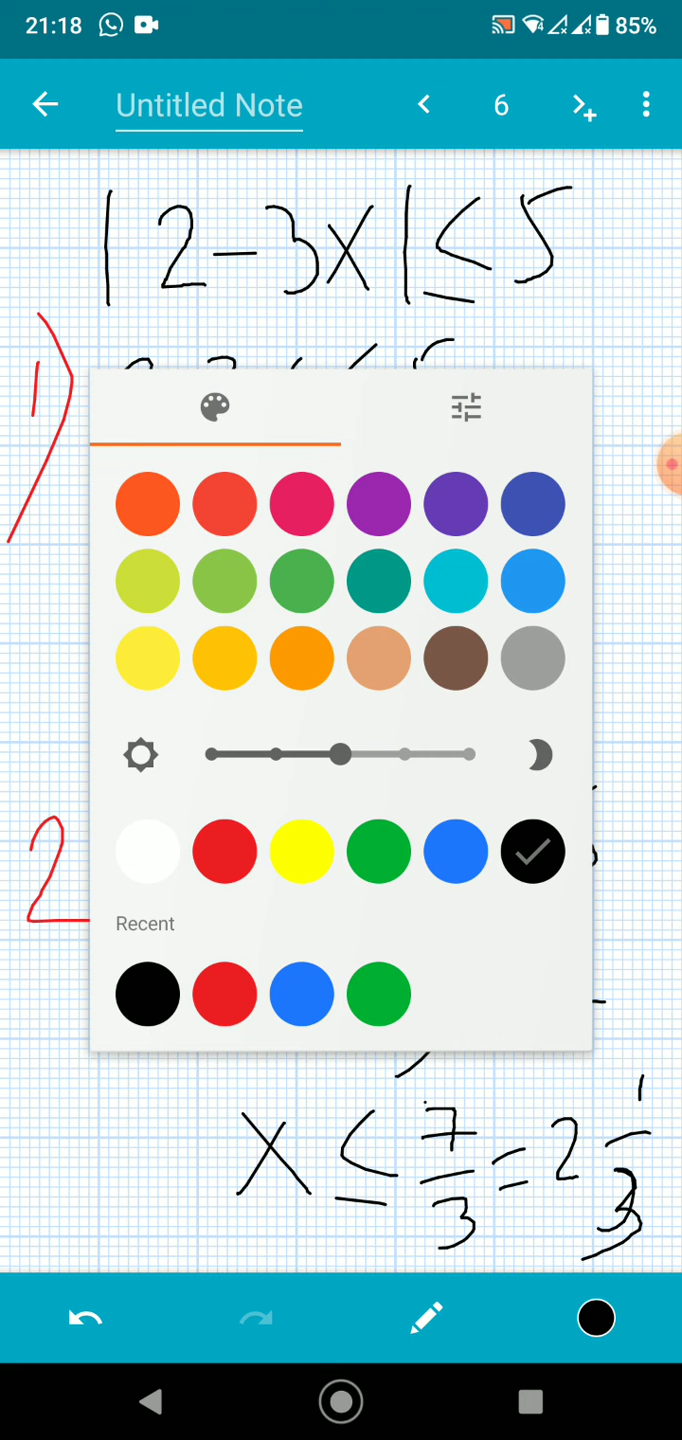 21:18 85%
Untitled Note 6
|2-3x|≤5
1)
2
Recent
x ≤ 7/3 = 2 1/3